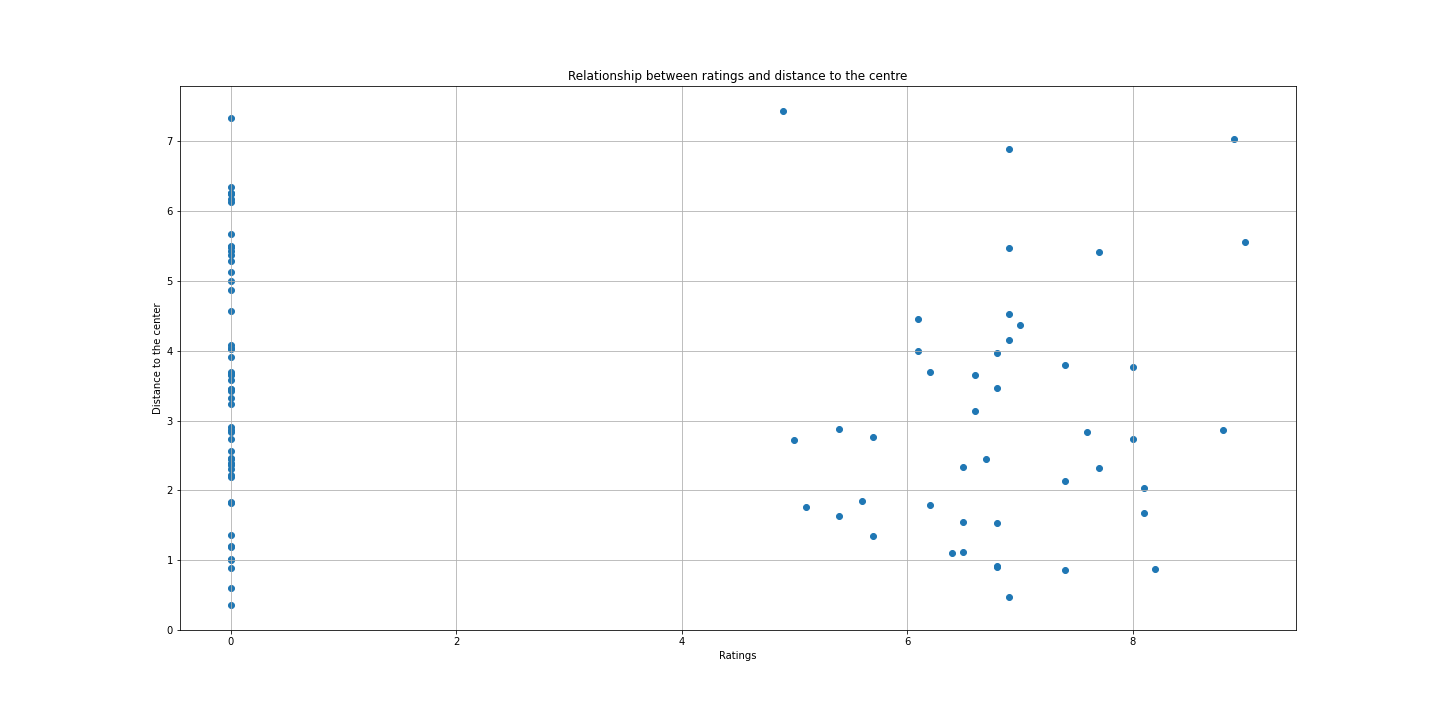 Relationship between ratings and distance to the centre
7
6
5
4
3
2
1
0
Distance to the center
0 2 4 6 8
Ratings